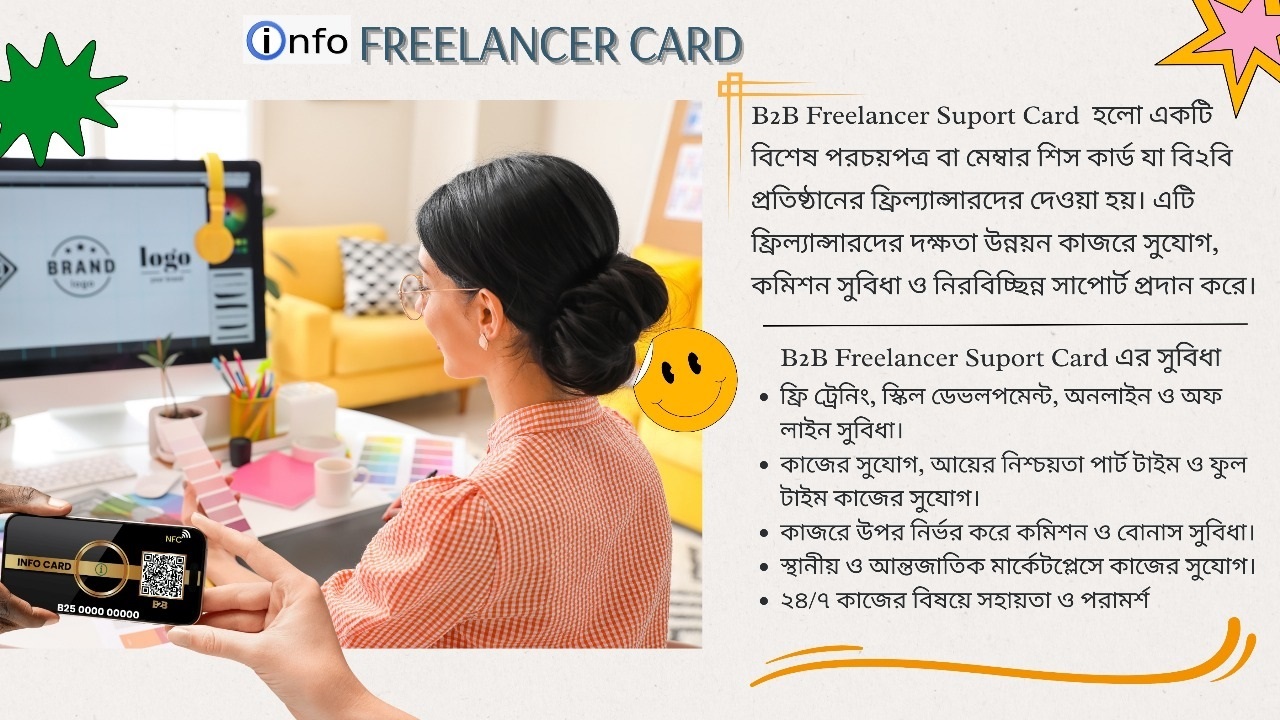 info FREELANCER CARD
B2B Freelancer Suport Card হলো একটি
বিশেষ পরচয়পত্র বা মেম্বার শিস কার্ড যা বি২বি
প্রতিষ্ঠানের ফ্রিল্যান্সারদের দেওয়া হয়। এটি
ফ্রিল্যান্সারদের দক্ষতা উন্নয়ন কাজরে সুযোগ,
কমিশন সুবিধা ও নিরবিচ্ছিন্ন সাপোর্ট প্রদান করে।
B2B Freelancer Suport Card এর সুবিধা
ফ্রি ট্রেনিং, স্কিল ডেভলপমেন্ট, অনলাইন ও অফ
লাইন সুবিধা।
কাজের সুযোগ, আয়ের নিশ্চয়তা পার্ট টাইম ও ফুল
টাইম কাজের সুযোগ।
কাজরে উপর নির্ভর করে কমিশন ও বোনাস সুবিধা।
স্থানীয় ও আন্তজাতিক মার্কেটপ্লেসে কাজের সুযোগ।
২৪/৭ কাজের বিষয়ে সহায়তা ও পরামর্শ
BRAND
logo
logo
NFC
INFO CARD
B2B
B25 0000 00000